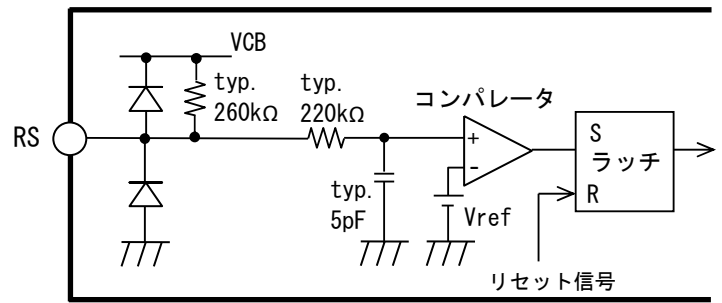 VCB
typ.
260kΩ
typ.
220kΩ
コンパレータ
RS
+
-
S
ラッチ
R
typ.
5pF
Vref
リセット信号